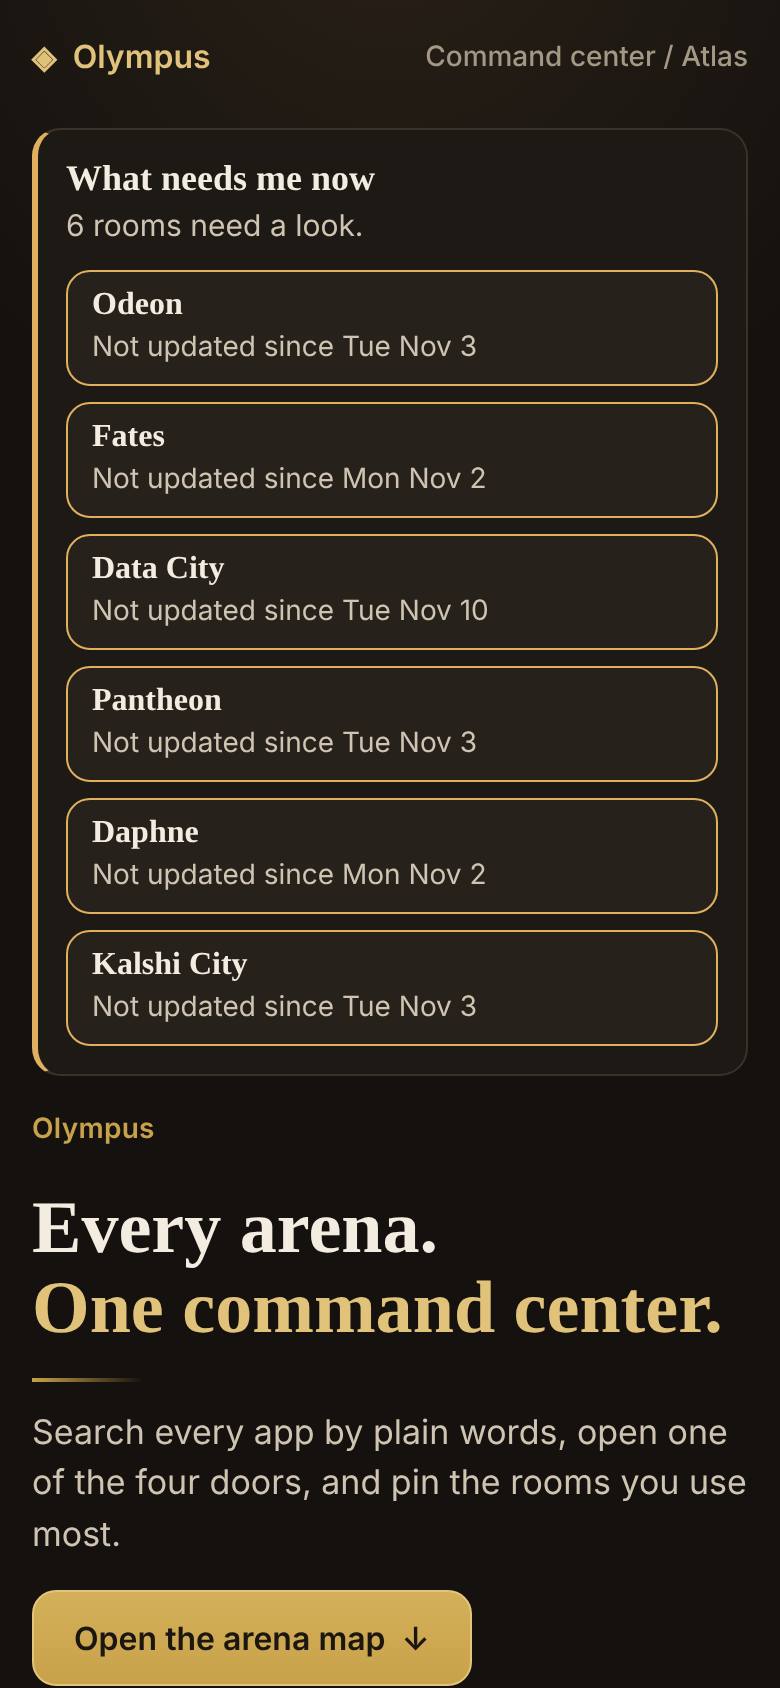 Olympus
Command center / Atlas
What needs me now
6 rooms need a look.
Odeon
Not updated since Tue Nov 3
Fates
Not updated since Mon Nov 2
Data City
Not updated since Tue Nov 10
Pantheon
Not updated since Tue Nov 3
Daphne
Not updated since Mon Nov 2
Kalshi City
Not updated since Tue Nov 3
Olympus
Every arena.
One command center.
Search every app by plain words, open one
of the four doors, and pin the rooms you use
most.
Open the arena map ↓